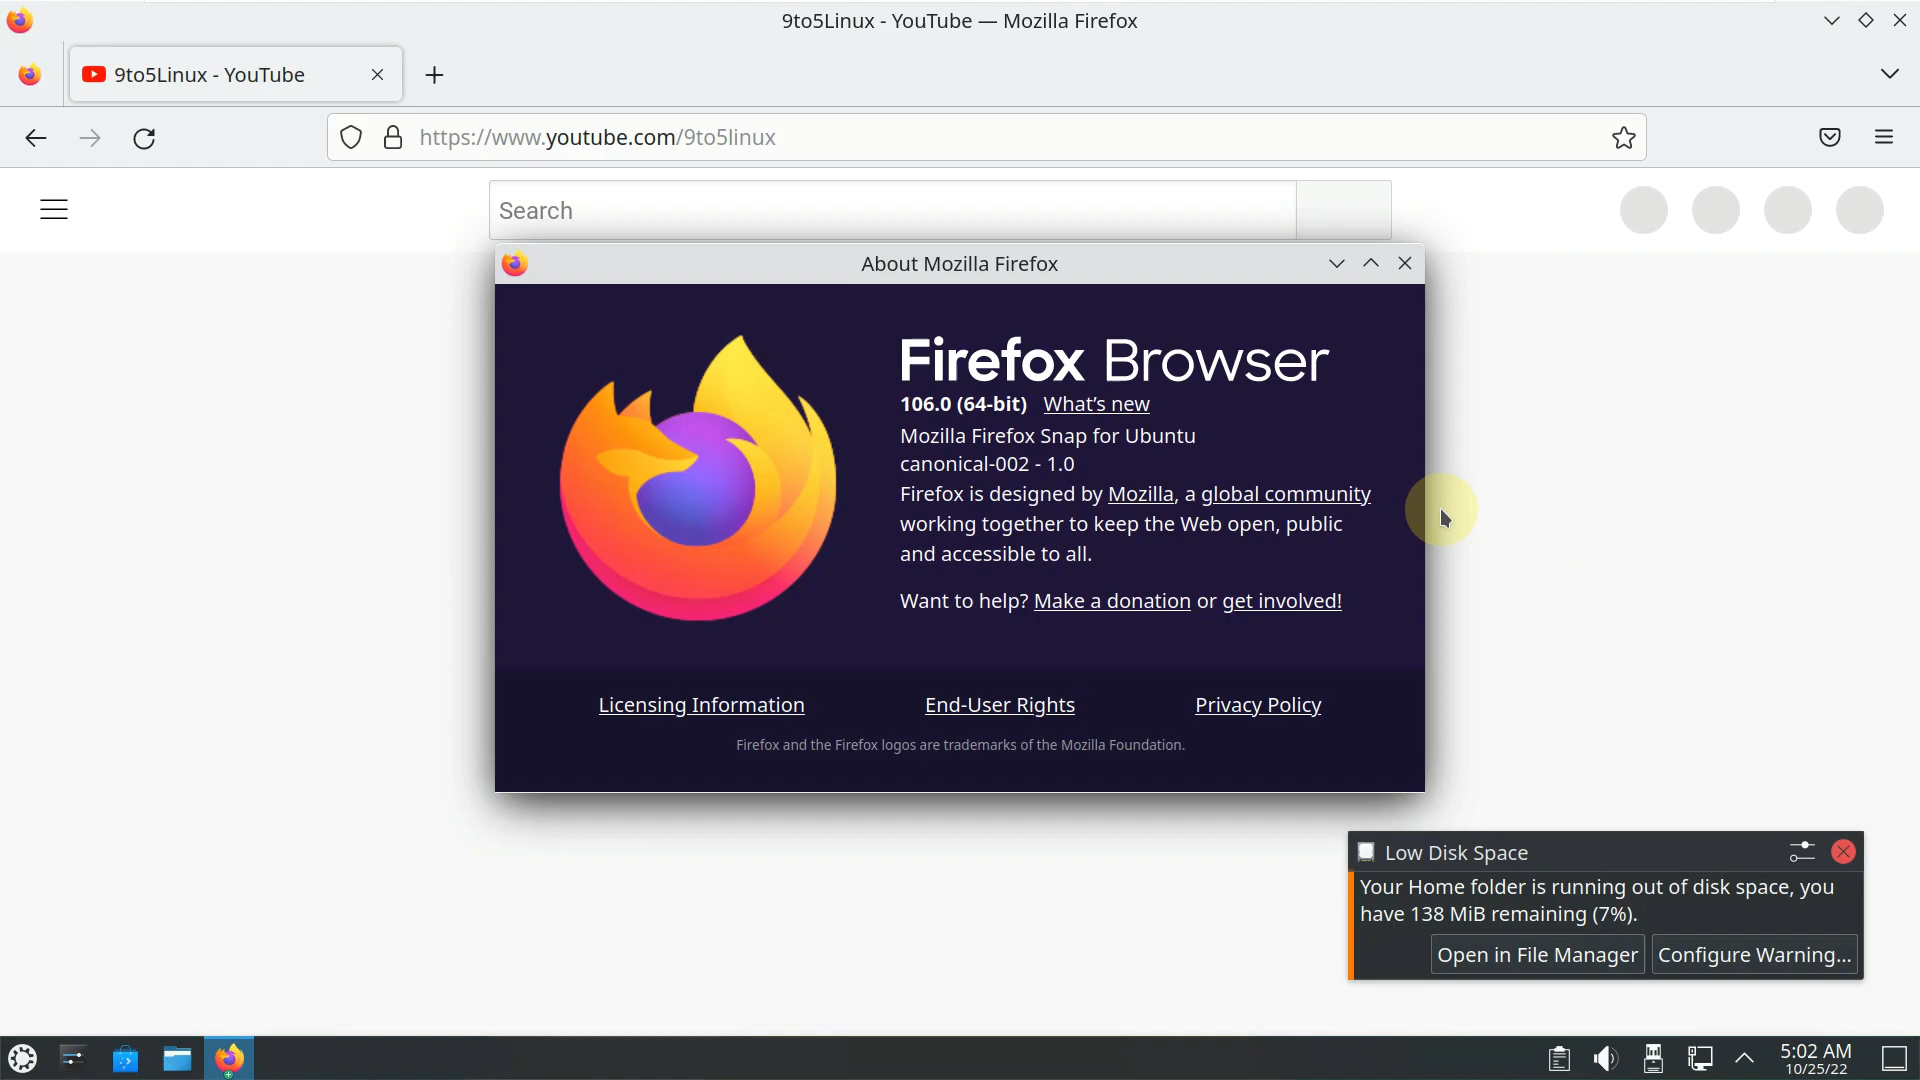 9to5Linux - YouTube — Mozilla Firefox
9to5Linux - YouTube
https://www.youtube.com/9to5linux
Search
About Mozilla Firefox
Firefox Browser
106.0 (64-bit) What's new
Mozilla Firefox Snap for Ubuntu
canonical-002 - 1.0
Firefox is designed by Mozilla, a global community
working together to keep the Web open, public
and accessible to all.
Want to help? Make a donation or get involved!
Licensing Information End-User Rights Privacy Policy
Firefox and the Firefox logos are trademarks of the Mozilla Foundation.
Low Disk Space
Your Home folder is running out of disk space, you
have 138 MiB remaining (7%).
Open in File Manager Configure Warning...
5:02 AM
10/25/22